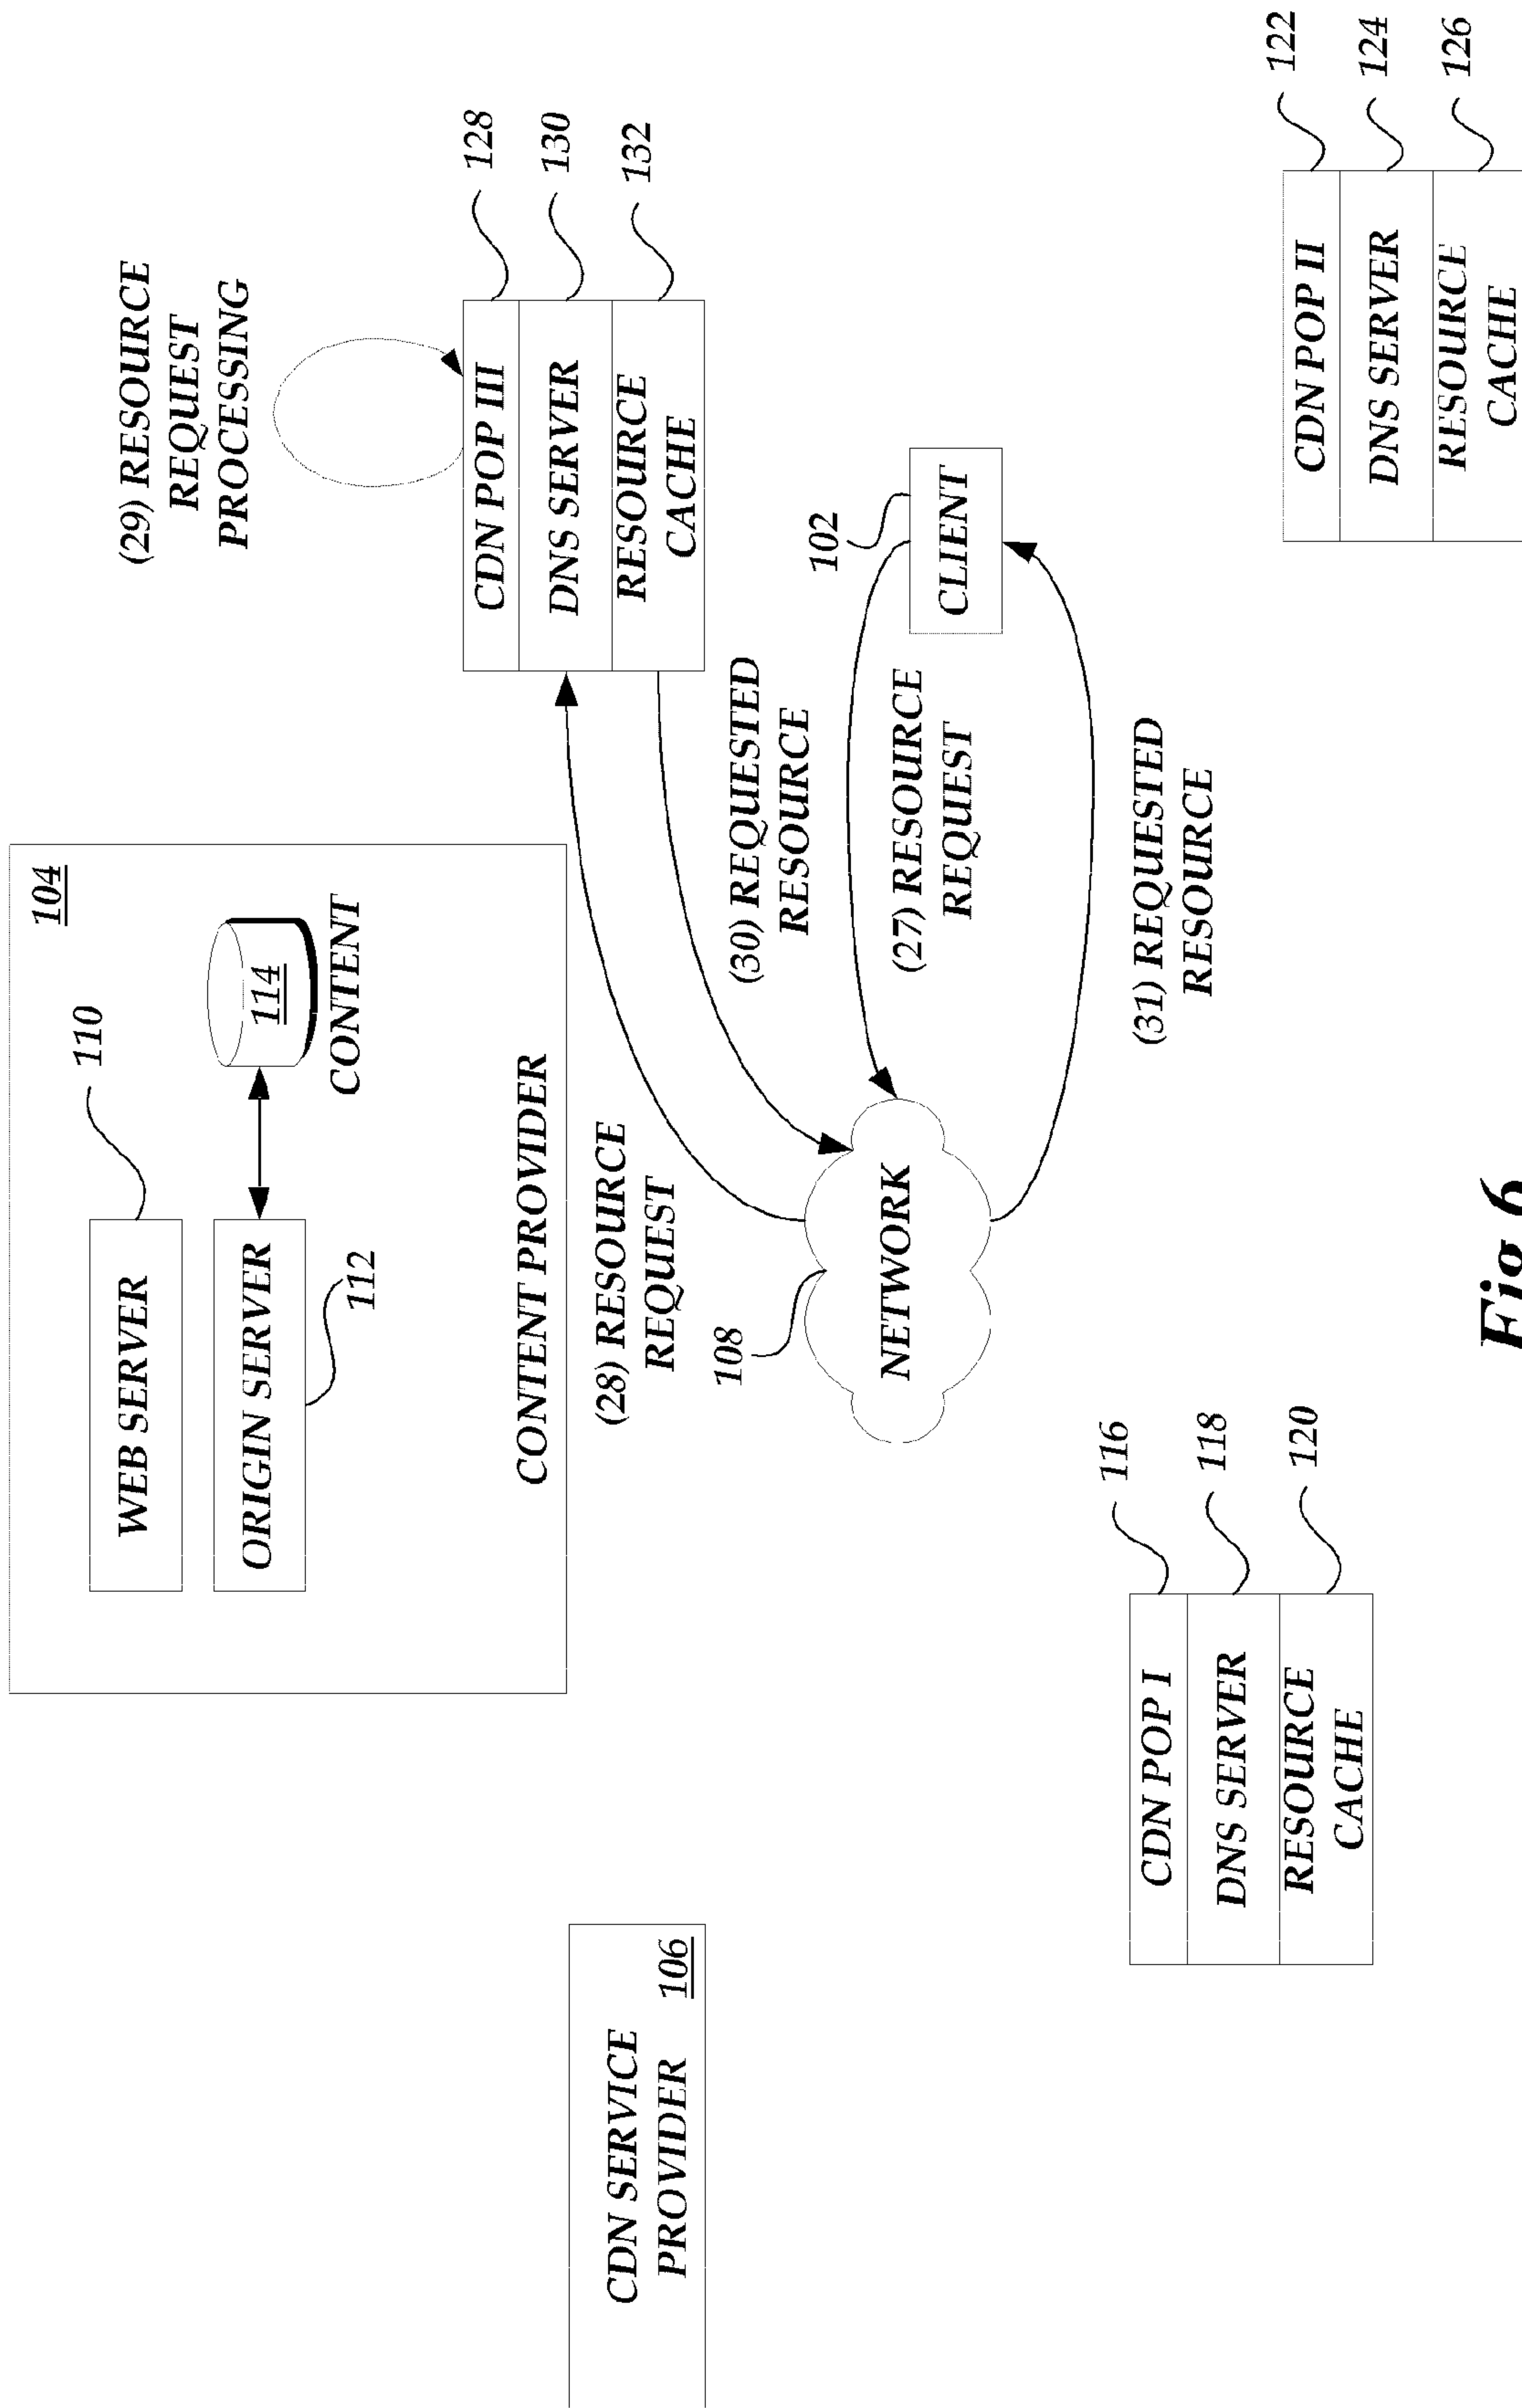 104
110
WEB SERVER
ORIGIN SERVER
112
114
CONTENT
CONTENT PROVIDER
(29) RESOURCE
REQUEST
PROCESSING
CDN POP III
DNS SERVER
RESOURCE
CACHE
128
130
132
CDN SERVICE
PROVIDER
106
(28) RESOURCE
REQUEST
108
NETWORK
(30) REQUESTED
RESOURCE
(27) RESOURCE
REQUEST
102
CLIENT
(31) REQUESTED
RESOURCE
CDN POP I
DNS SERVER
RESOURCE
CACHE
116
118
120
CDN POP II
DNS SERVER
RESOURCE
CACHE
122
124
126
Fig.6